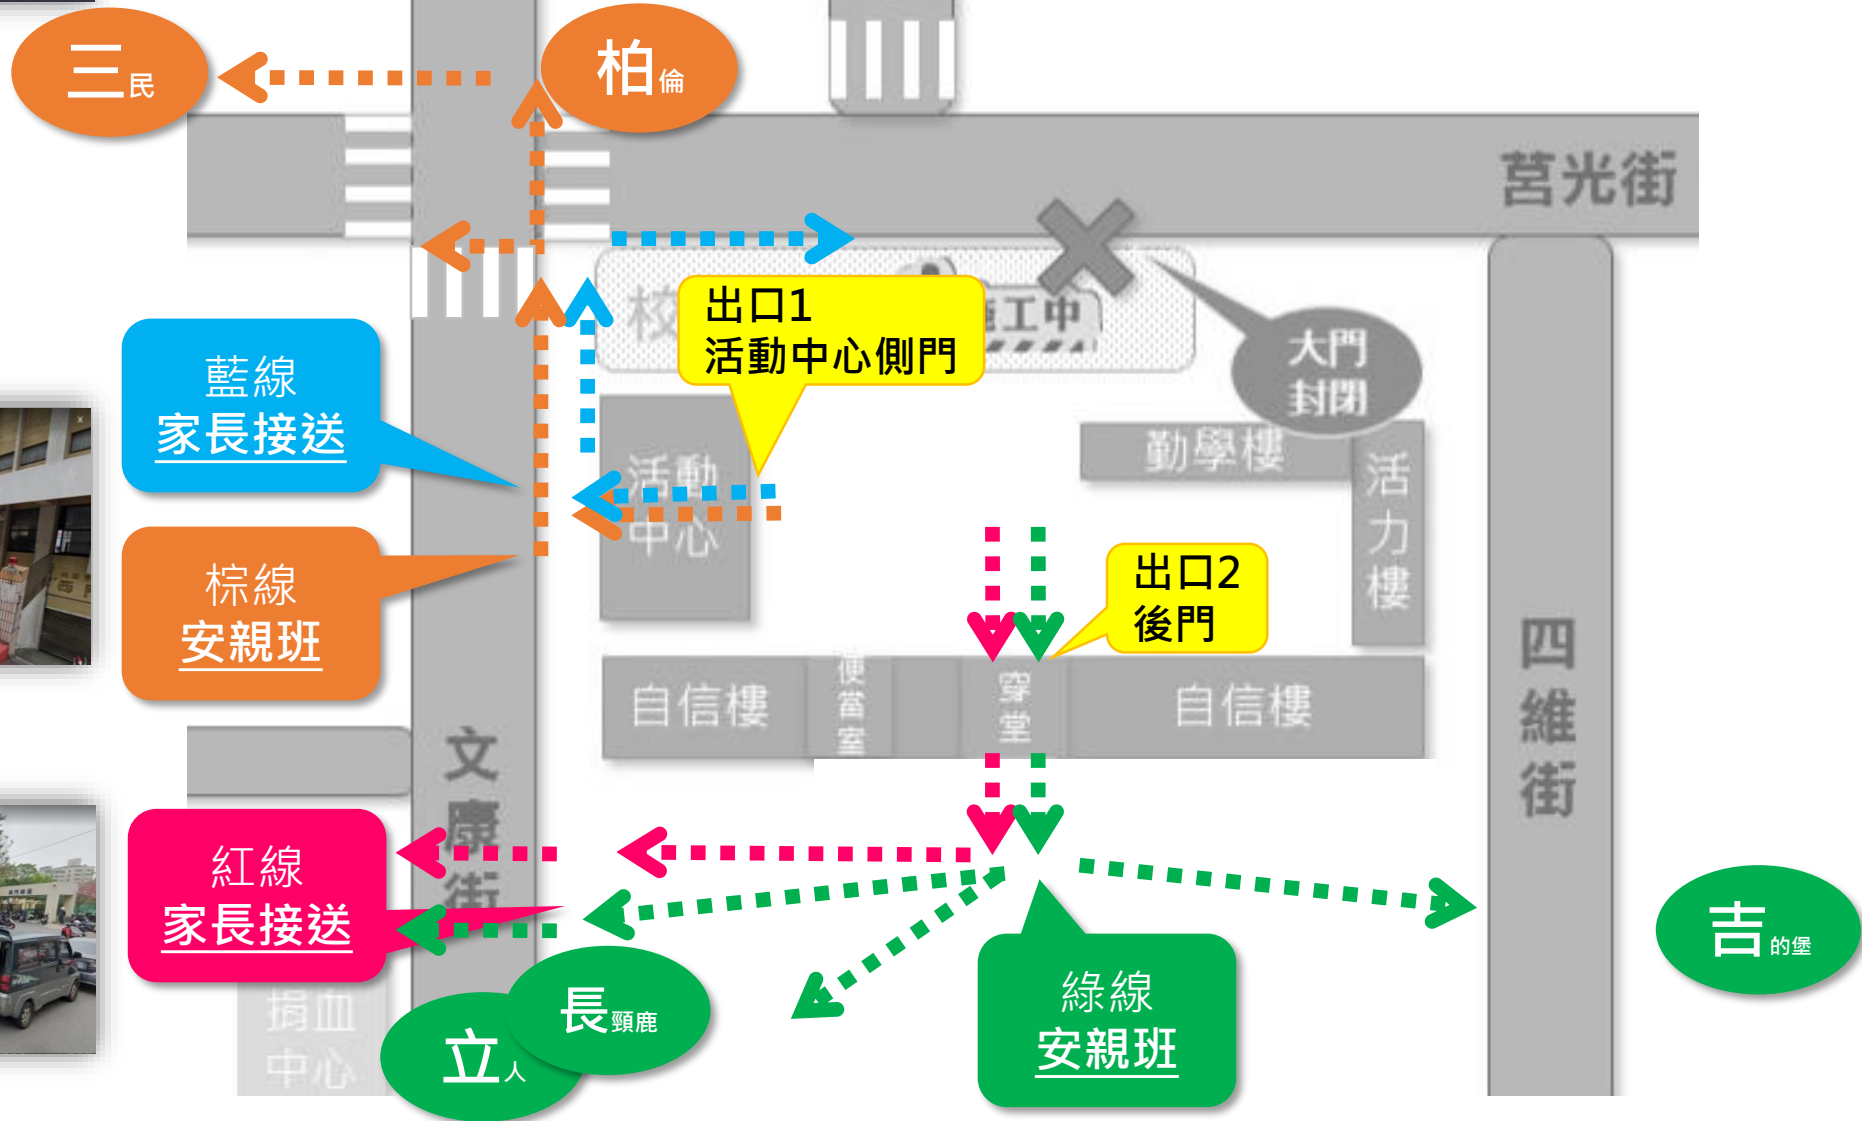 三民
柏倫
莒光街
校
施工中
出口1
活動中心側門
大門
封閉
藍線
家長接送
勤學樓
活動
中心
活力樓
棕線
安親班
出口2
後門
自信樓
便當室
穿堂
自信樓
文康街
四維街
紅線
家長接送
吉的堡
長頸鹿
立人
綠線
安親班
捐血
中心